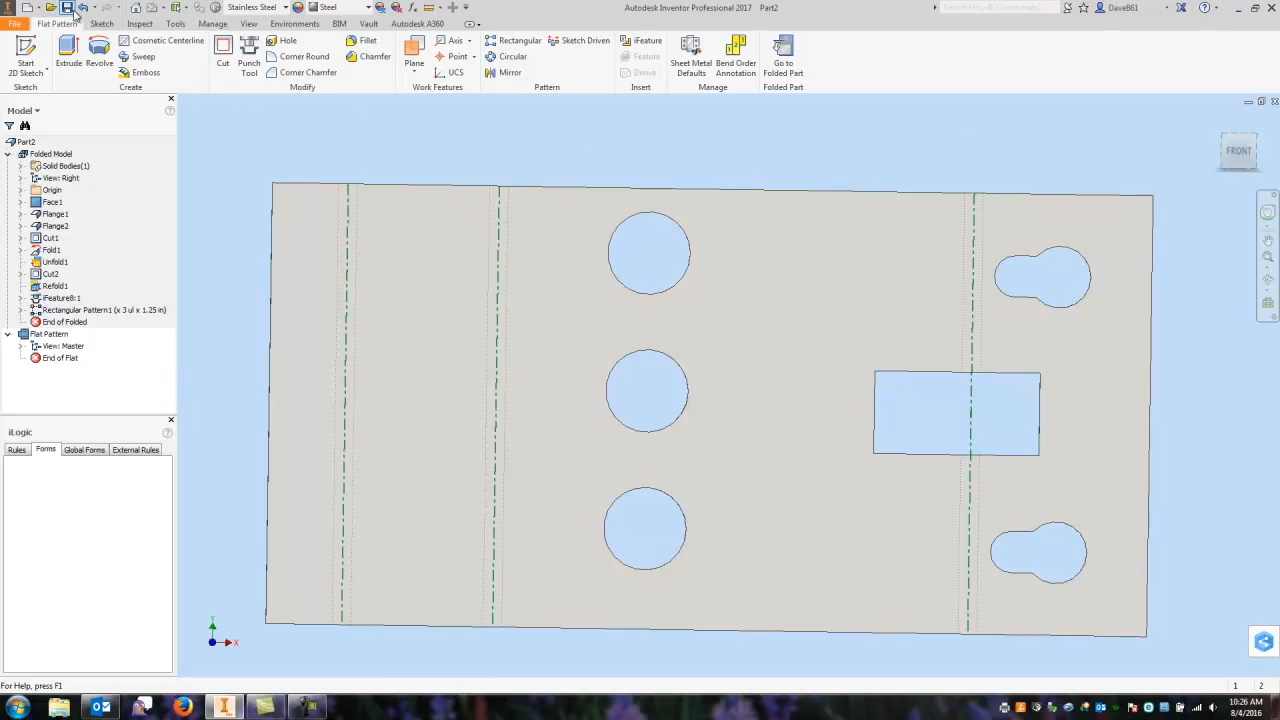 Stainless Steel
Steel
Autodesk Inventor Professional 2017 Part2
DaveB61
File
Flat Pattern
Sketch
Inspect
Tools
Manage
View
Environments
BIM
Vault
Autodesk A360
Start
2D Sketch
Extrude
Revolve
Cosmetic Centerline
Sweep
Emboss
Cut
Punch
Tool
Hole
Corner Round
Corner Chamfer
Fillet
Chamfer
Plane
Axis
Point
UCS
Rectangular
Circular
Mirror
Sketch Driven
iFeature
Feature
Derive
Sheet Metal
Defaults
Bend Order
Annotation
Go to
Folded Part
Sketch
Create
Modify
Work Features
Pattern
Insert
Manage
Folded Part
Model
FRONT
Part2
Folded Model
Solid Bodies(1)
View: Right
Origin
Face1
Flange1
Flange2
Cut1
Fold1
Unfold1
Cut2
Refold1
iFeature8:1
Rectangular Pattern1 (x 3 ul x 1.25 in)
End of Folded
Flat Pattern
View: Master
End of Flat
iLogic
Rules
Forms
Global Forms
External Rules
Y
X
For Help, press F1
1 2
10:26 AM
8/4/2016